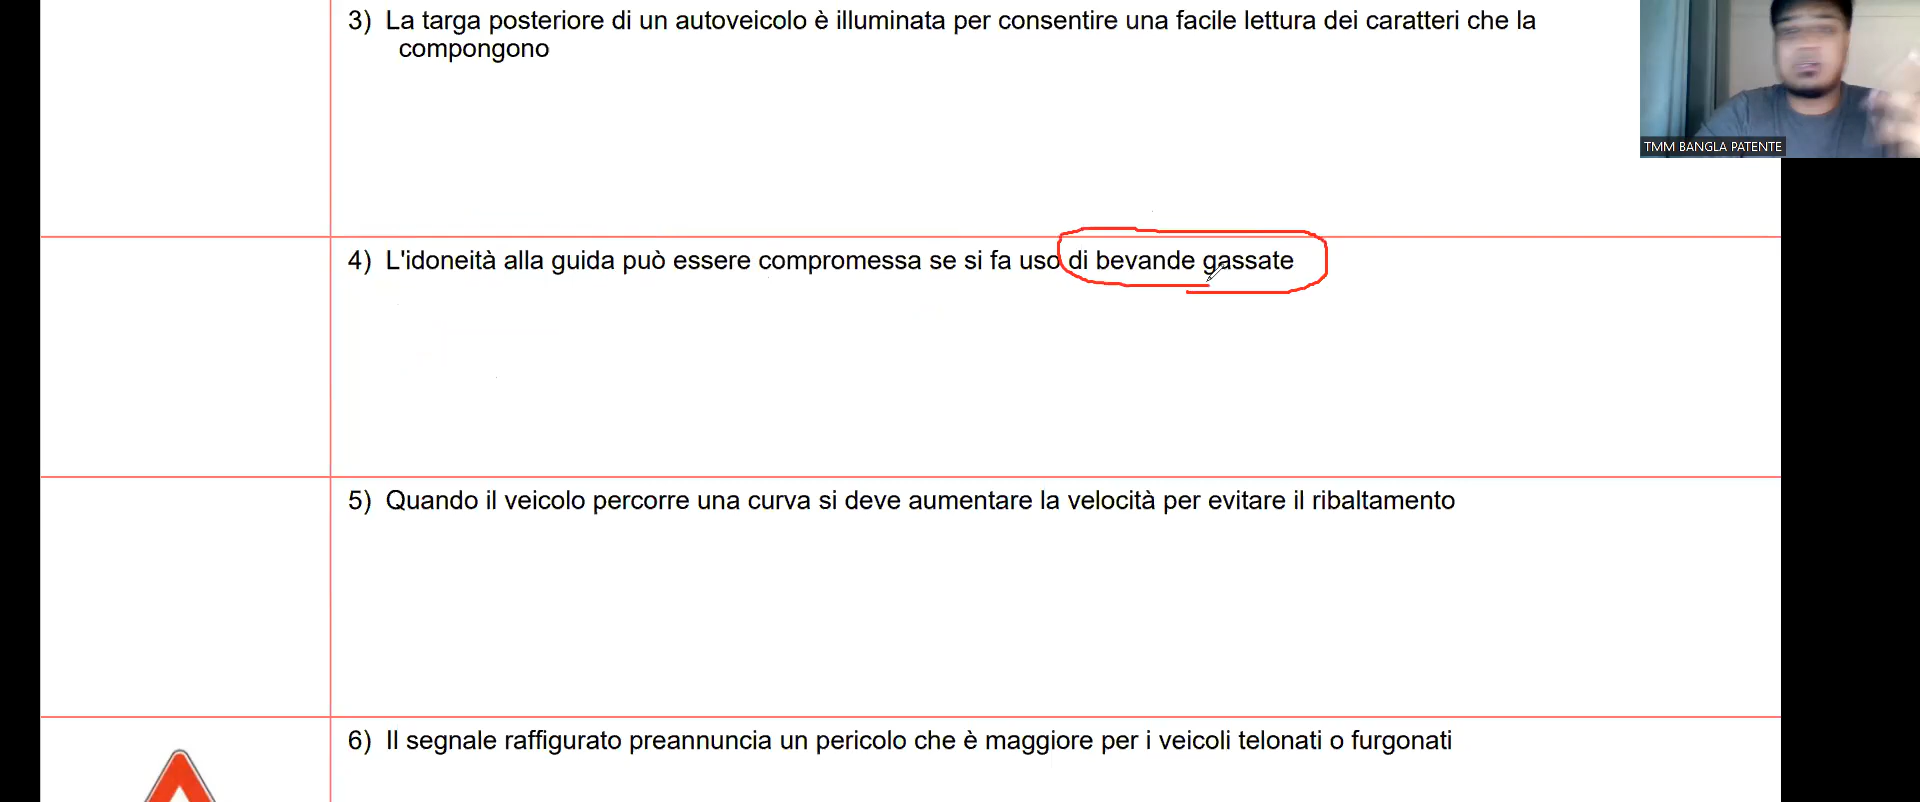 3) La targa posteriore di un autoveicolo è illuminata per consentire una facile lettura dei caratteri che la
compongono
TMM BANGLA PATENTE
4) L'idoneità alla guida può essere compromessa se si fa uso di bevande gassate
5) Quando il veicolo percorre una curva si deve aumentare la velocità per evitare il ribaltamento
6) Il segnale raffigurato preannuncia un pericolo che è maggiore per i veicoli telonati o furgonati